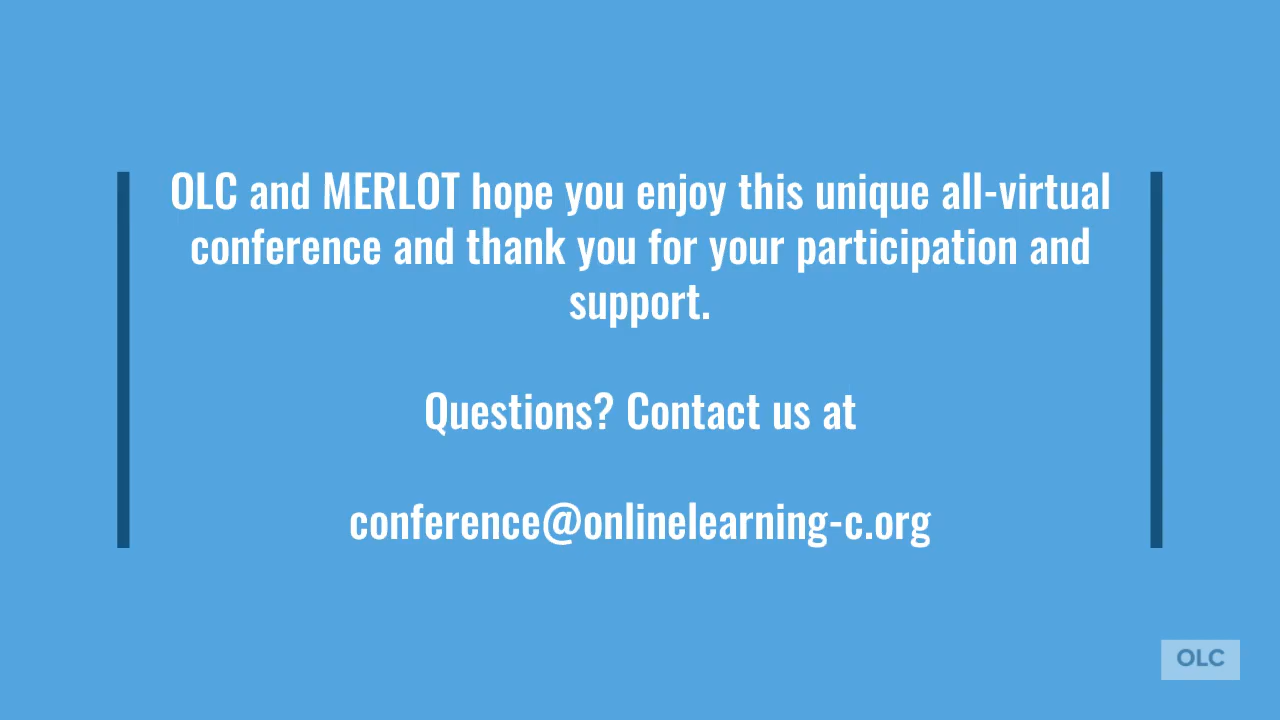 OLC and MERLOT hope you enjoy this unique all-virtual
conference and thank you for your participation and
support.
Questions? Contact us at
conference@onlinelearning-c.org
OLC